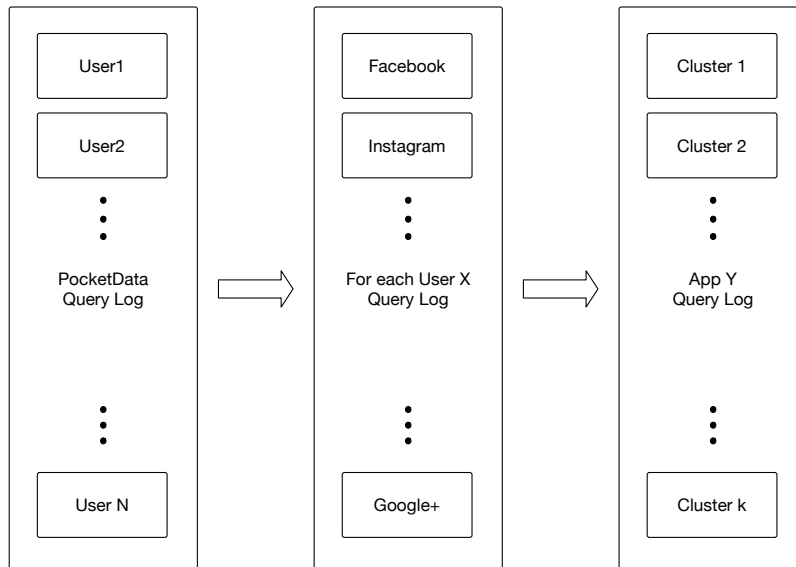 User1
User2
PocketData
Query Log
User N
Facebook
Instagram
For each User X
Query Log
Google+
Cluster 1
Cluster 2
App Y
Query Log
Cluster k